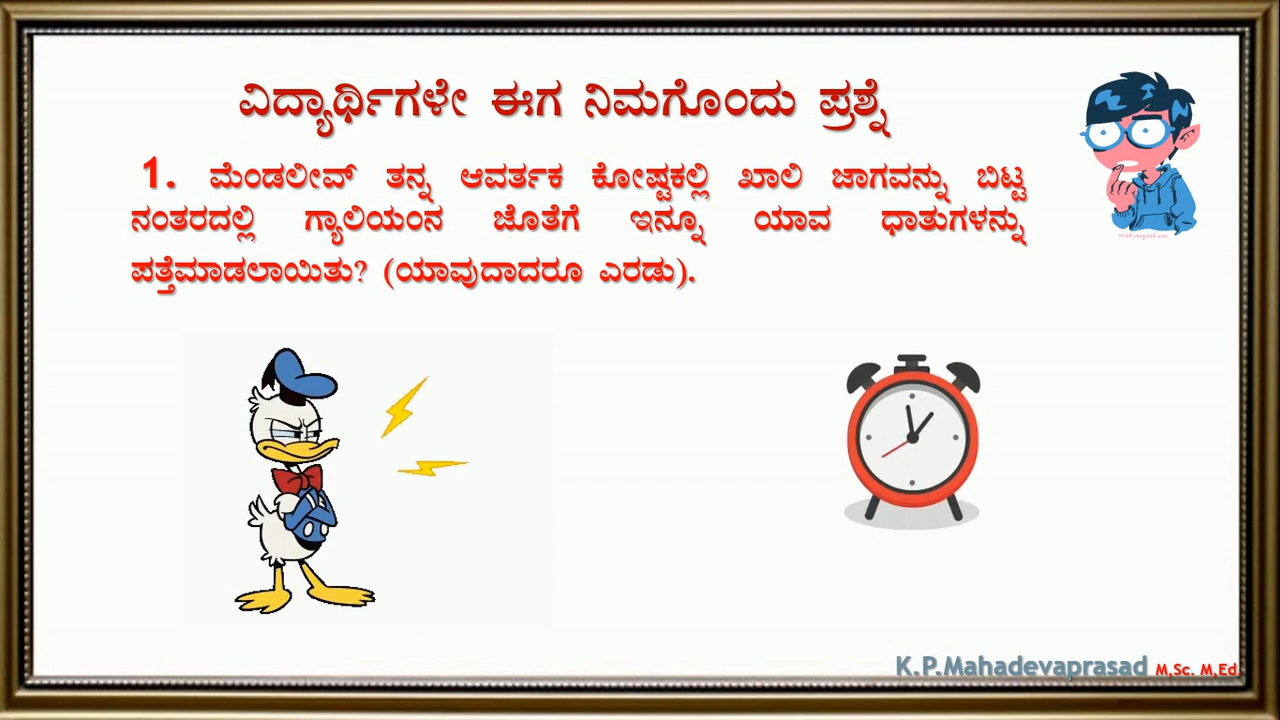 ವಿದ್ಯಾರ್ಥಿಗಳೇ ಈಗ ನಿಮಗೊಂದು ಪ್ರಶ್ನೆ
1. ಮೆಂಡಲೀವ್ ತನ್ನ ಆವರ್ತಕ ಕೋಷ್ಟಕಲ್ಲಿ ಖಾಲಿ ಜಾಗವನ್ನು ಬಿಟ್ಟ
ನಂತರದಲ್ಲಿ ಗ್ಯಾಲಿಯಂನ ಜೊತೆಗೆ ಇನ್ನೂ ಯಾವ ಧಾತುಗಳನ್ನು
ಪತ್ತೆಮಾಡಲಾಯಿತು? (ಯಾವುದಾದರೂ ಎರಡು).
K.P.Mahadevaprasad M,Sc. M,Ed,